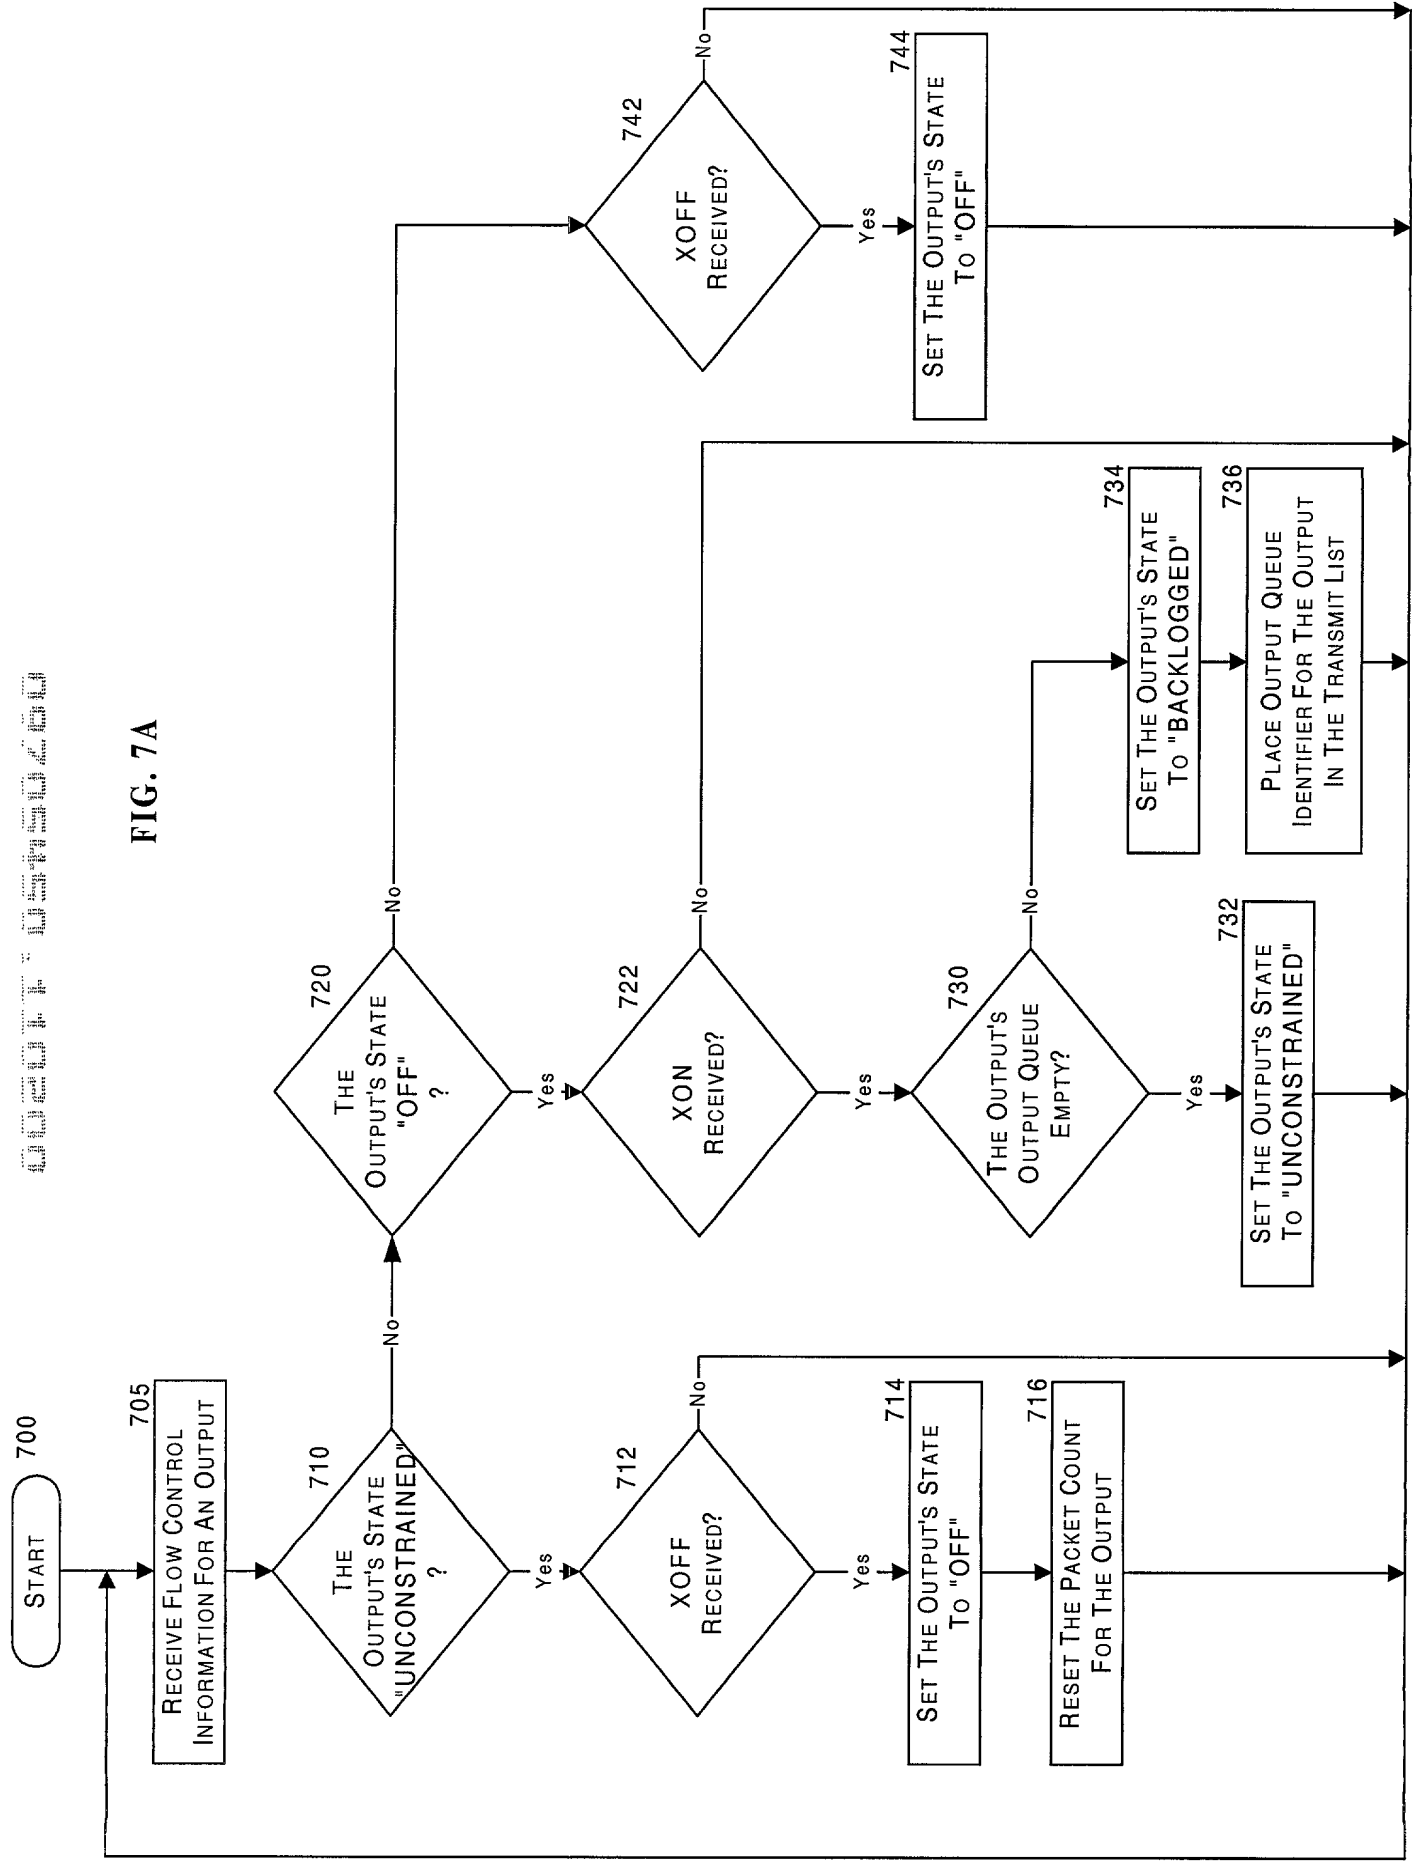 FIG. 7A
START
700
RECEIVE FLOW CONTROL
INFORMATION FOR AN OUTPUT
705
THE
OUTPUT'S STATE
"UNCONSTRAINED"
?
710
No
Yes
XOFF
RECEIVED?
712
No
Yes
SET THE OUTPUT'S STATE
TO "OFF"
714
RESET THE PACKET COUNT
FOR THE OUTPUT
716
THE
OUTPUT'S STATE
"OFF"
?
720
No
Yes
XON
RECEIVED?
722
No
Yes
THE OUTPUT'S
OUTPUT QUEUE
EMPTY?
730
No
Yes
SET THE OUTPUT'S STATE
TO "UNCONSTRAINED"
732
SET THE OUTPUT'S STATE
TO "BACKLOGGED"
734
PLACE OUTPUT QUEUE
IDENTIFIER FOR THE OUTPUT
IN THE TRANSMIT LIST
736
XOFF
RECEIVED?
742
No
Yes
SET THE OUTPUT'S STATE
TO "OFF"
744